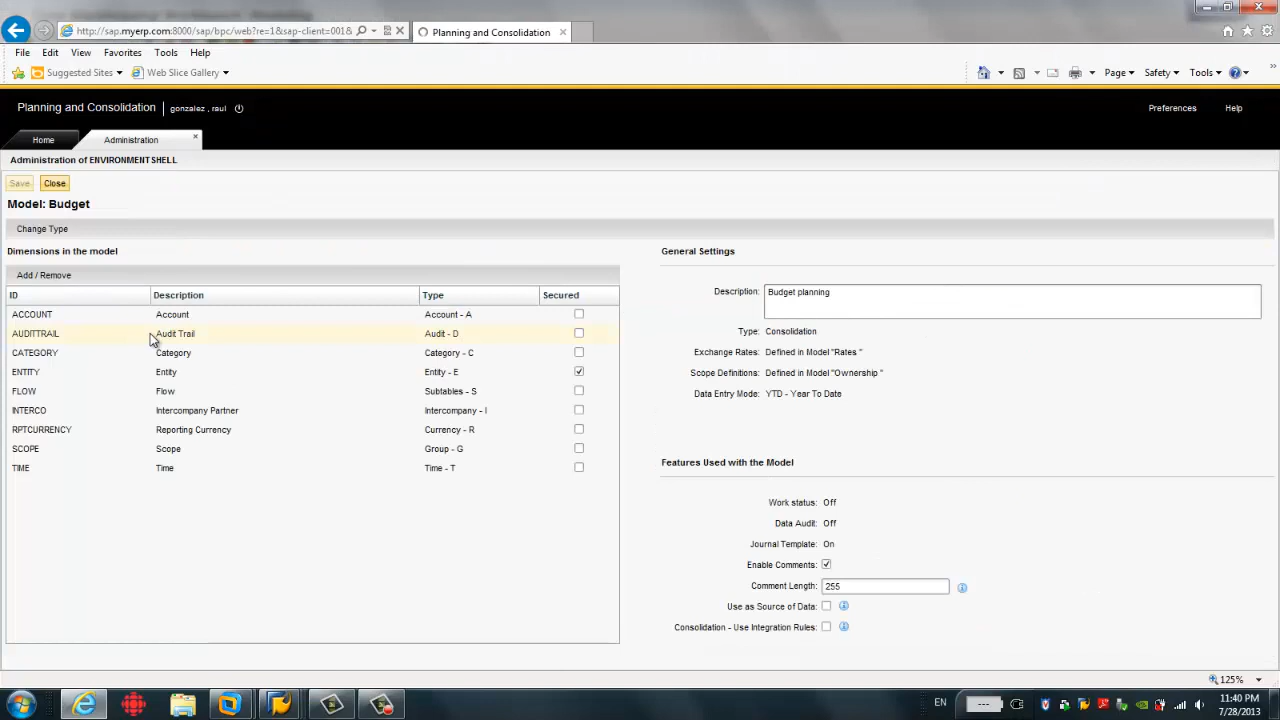 http://sap.myerp.com:8000/sap/bpc/web?re=1&sap-client=001&
Planning and Consolidation
File Edit View Favorites Tools Help
Suggested Sites Web Slice Gallery
Page Safety Tools
Planning and Consolidation gonzalez , raul
Preferences Help
Home Administration
Administration of ENVIRONMENTSHELL
Save Close
Model: Budget
Change Type
Dimensions in the model
General Settings
Add / Remove
ID Description Type Secured
ACCOUNT Account Account - A
AUDITTRAIL Audit Trail Audit - D
CATEGORY Category Category - C
ENTITY Entity Entity - E
FLOW Flow Subtables - S
INTERCO Intercompany Partner Intercompany - I
RPTCURRENCY Reporting Currency Currency - R
SCOPE Scope Group - G
TIME Time Time - T
Description: Budget planning
Type: Consolidation
Exchange Rates: Defined in Model "Rates "
Scope Definitions: Defined in Model "Ownership "
Data Entry Mode: YTD - Year To Date
Features Used with the Model
Work status: Off
Data Audit: Off
Journal Template: On
Enable Comments:
Comment Length: 255
Use as Source of Data:
Consolidation - Use Integration Rules:
125%
EN
11:40 PM
7/28/2013